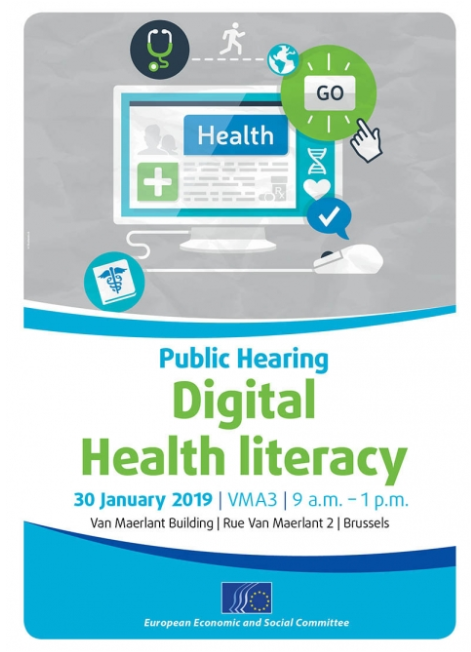 GO
Health
Rx
Public Hearing
Digital
Health literacy
30 January 2019 | VMA3 | 9 a.m. – 1 p.m.
Van Maerlant Building | Rue Van Maerlant 2 | Brussels
European Economic and Social Committee